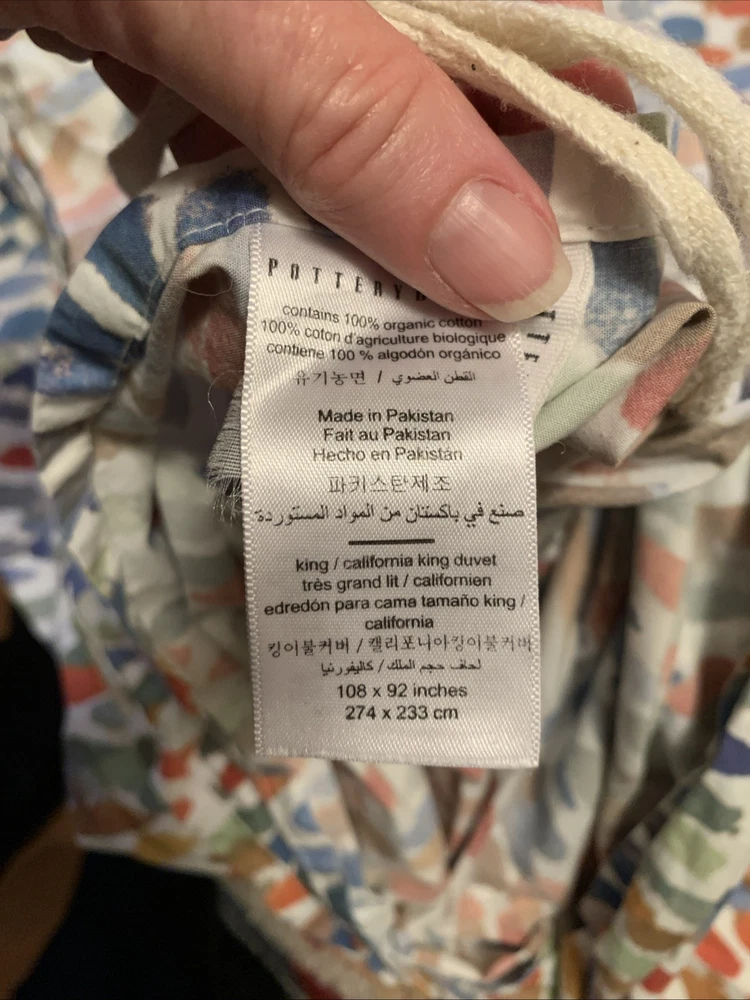 POTTERY
contains 100% organic cotton
100% coton d'agriculture biologique
contiene 100 % algodón orgánico
유기농면 / القطن العضوي
Made in Pakistan
Fait au Pakistan
Hecho en Pakistán
파키스탄제조
صنع في باكستان من المواد المستوردة
king / california king duvet
très grand lit / californien
edredón para cama tamaño king /
california
킹이불커버 / 캘리포니아킹이불커버
لحاف حجم الملك / كاليفورنيا
108 x 92 inches
274 x 233 cm